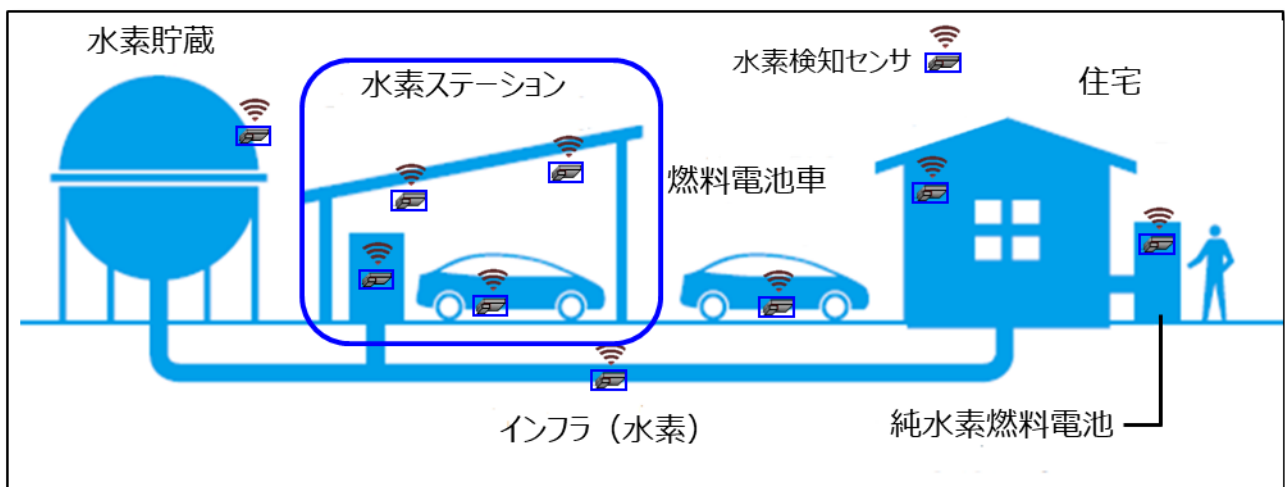 水素貯蔵
水素ステーション
水素検知センサ
住宅
燃料電池車
インフラ（水素）
純水素燃料電池